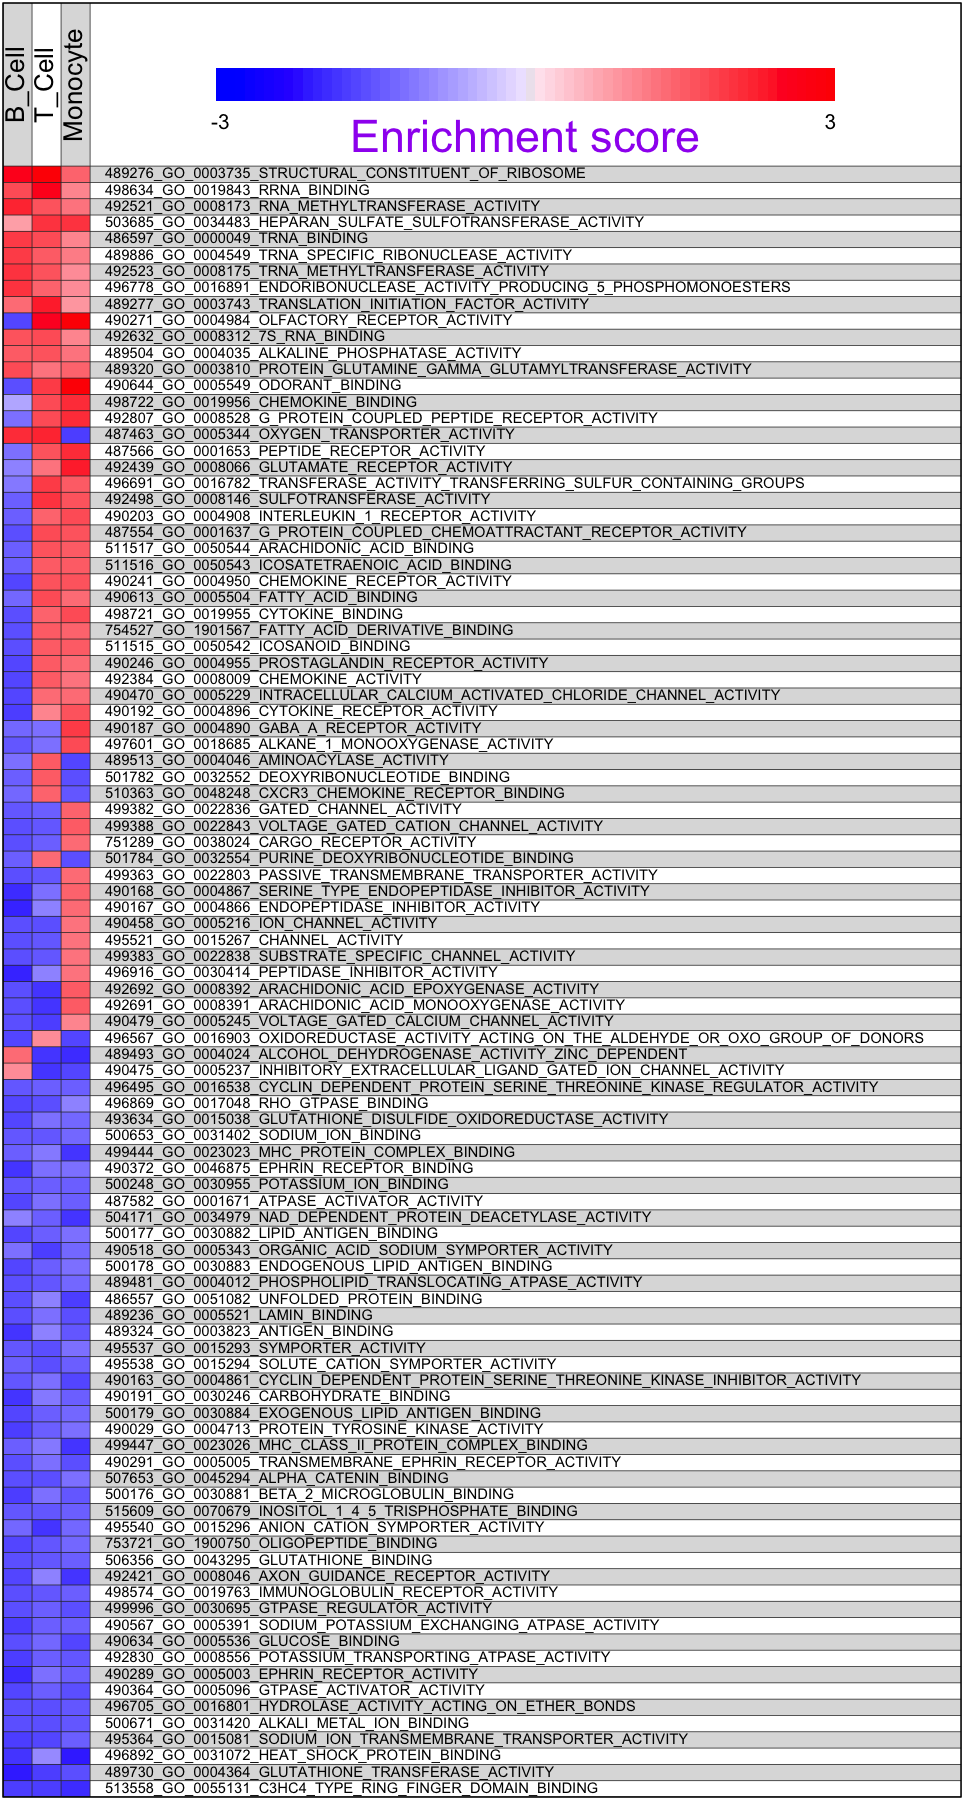 B_Cell
T_Cell
Monocyte
-3
3
Enrichment score
489276_GO_0003735_STRUCTURAL_CONSTITUENT_OF_RIBOSOME
498634_GO_0019843_RRNA_BINDING
492521_GO_0008173_RNA_METHYLTRANSFERASE_ACTIVITY
503685_GO_0034483_HEPARAN_SULFATE_SULFOTRANSFERASE_ACTIVITY
486597_GO_0000049_TRNA_BINDING
489886_GO_0004549_TRNA_SPECIFIC_RIBONUCLEASE_ACTIVITY
492523_GO_0008175_TRNA_METHYLTRANSFERASE_ACTIVITY
496778_GO_0016891_ENDORIBONUCLEASE_ACTIVITY_PRODUCING_5_PHOSPHOMONOESTERS
489277_GO_0003743_TRANSLATION_INITIATION_FACTOR_ACTIVITY
490271_GO_0004984_OLFACTORY_RECEPTOR_ACTIVITY
492632_GO_0008312_7S_RNA_BINDING
489504_GO_0004035_ALKALINE_PHOSPHATASE_ACTIVITY
489320_GO_0003810_PROTEIN_GLUTAMINE_GAMMA_GLUTAMYLTRANSFERASE_ACTIVITY
490644_GO_0005549_ODORANT_BINDING
498722_GO_0019956_CHEMOKINE_BINDING
492807_GO_0008528_G_PROTEIN_COUPLED_PEPTIDE_RECEPTOR_ACTIVITY
487463_GO_0005344_OXYGEN_TRANSPORTER_ACTIVITY
487566_GO_0001653_PEPTIDE_RECEPTOR_ACTIVITY
492439_GO_0008066_GLUTAMATE_RECEPTOR_ACTIVITY
496691_GO_0016782_TRANSFERASE_ACTIVITY_TRANSFERRING_SULFUR_CONTAINING_GROUPS
492498_GO_0008146_SULFOTRANSFERASE_ACTIVITY
490203_GO_0004908_INTERLEUKIN_1_RECEPTOR_ACTIVITY
487554_GO_0001637_G_PROTEIN_COUPLED_CHEMOATTRACTANT_RECEPTOR_ACTIVITY
511517_GO_0050544_ARACHIDONIC_ACID_BINDING
511516_GO_0050543_ICOSATETRAENOIC_ACID_BINDING
490241_GO_0004950_CHEMOKINE_RECEPTOR_ACTIVITY
490613_GO_0005504_FATTY_ACID_BINDING
498721_GO_0019955_CYTOKINE_BINDING
754527_GO_1901567_FATTY_ACID_DERIVATIVE_BINDING
511515_GO_0050542_ICOSANOID_BINDING
490246_GO_0004955_PROSTAGLANDIN_RECEPTOR_ACTIVITY
492384_GO_0008009_CHEMOKINE_ACTIVITY
490470_GO_0005229_INTRACELLULAR_CALCIUM_ACTIVATED_CHLORIDE_CHANNEL_ACTIVITY
490192_GO_0004896_CYTOKINE_RECEPTOR_ACTIVITY
490187_GO_0004890_GABA_A_RECEPTOR_ACTIVITY
497601_GO_0018685_ALKANE_1_MONOOXYGENASE_ACTIVITY
489513_GO_0004046_AMINOACYLASE_ACTIVITY
501782_GO_0032552_DEOXYRIBONUCLEOTIDE_BINDING
510363_GO_0048248_CXCR3_CHEMOKINE_RECEPTOR_BINDING
499382_GO_0022836_GATED_CHANNEL_ACTIVITY
499388_GO_0022843_VOLTAGE_GATED_CATION_CHANNEL_ACTIVITY
751289_GO_0038024_CARGO_RECEPTOR_ACTIVITY
501784_GO_0032554_PURINE_DEOXYRIBONUCLEOTIDE_BINDING
499363_GO_0022803_PASSIVE_TRANSMEMBRANE_TRANSPORTER_ACTIVITY
490168_GO_0004867_SERINE_TYPE_ENDOPEPTIDASE_INHIBITOR_ACTIVITY
490167_GO_0004866_ENDOPEPTIDASE_INHIBITOR_ACTIVITY
490458_GO_0005216_ION_CHANNEL_ACTIVITY
495521_GO_0015267_CHANNEL_ACTIVITY
499383_GO_0022838_SUBSTRATE_SPECIFIC_CHANNEL_ACTIVITY
496916_GO_0030414_PEPTIDASE_INHIBITOR_ACTIVITY
492692_GO_0008392_ARACHIDONIC_ACID_EPOXYGENASE_ACTIVITY
492691_GO_0008391_ARACHIDONIC_ACID_MONOOXYGENASE_ACTIVITY
490479_GO_0005245_VOLTAGE_GATED_CALCIUM_CHANNEL_ACTIVITY
496567_GO_0016903_OXIDOREDUCTASE_ACTIVITY_ACTING_ON_THE_ALDEHYDE_OR_OXO_GROUP_OF_DONORS
489493_GO_0004024_ALCOHOL_DEHYDROGENASE_ACTIVITY_ZINC_DEPENDENT
490475_GO_0005237_INHIBITORY_EXTRACELLULAR_LIGAND_GATED_ION_CHANNEL_ACTIVITY
496495_GO_0016538_CYCLIN_DEPENDENT_PROTEIN_SERINE_THREONINE_KINASE_REGULATOR_ACTIVITY
496869_GO_0017048_RHO_GTPASE_BINDING
493634_GO_0015038_GLUTATHIONE_DISULFIDE_OXIDOREDUCTASE_ACTIVITY
500653_GO_0031402_SODIUM_ION_BINDING
499444_GO_0023023_MHC_PROTEIN_COMPLEX_BINDING
490372_GO_0046875_EPHRIN_RECEPTOR_BINDING
500248_GO_0030955_POTASSIUM_ION_BINDING
487582_GO_0001671_ATPASE_ACTIVATOR_ACTIVITY
504171_GO_0034979_NAD_DEPENDENT_PROTEIN_DEACETYLASE_ACTIVITY
500177_GO_0030882_LIPID_ANTIGEN_BINDING
490518_GO_0005343_ORGANIC_ACID_SODIUM_SYMPORTER_ACTIVITY
500178_GO_0030883_ENDOGENOUS_LIPID_ANTIGEN_BINDING
489481_GO_0004012_PHOSPHOLIPID_TRANSLOCATING_ATPASE_ACTIVITY
486557_GO_0051082_UNFOLDED_PROTEIN_BINDING
489236_GO_0005521_LAMIN_BINDING
489324_GO_0003823_ANTIGEN_BINDING
495537_GO_0015293_SYMPORTER_ACTIVITY
495538_GO_0015294_SOLUTE_CATION_SYMPORTER_ACTIVITY
490163_GO_0004861_CYCLIN_DEPENDENT_PROTEIN_SERINE_THREONINE_KINASE_INHIBITOR_ACTIVITY
490191_GO_0030246_CARBOHYDRATE_BINDING
500179_GO_0030884_EXOGENOUS_LIPID_ANTIGEN_BINDING
490029_GO_0004713_PROTEIN_TYROSINE_KINASE_ACTIVITY
499447_GO_0023026_MHC_CLASS_II_PROTEIN_COMPLEX_BINDING
490291_GO_0005005_TRANSMEMBRANE_EPHRIN_RECEPTOR_ACTIVITY
507653_GO_0045294_ALPHA_CATENIN_BINDING
500176_GO_0030881_BETA_2_MICROGLOBULIN_BINDING
515609_GO_0070679_INOSITOL_1_4_5_TRISPHOSPHATE_BINDING
495540_GO_0015296_ANION_CATION_SYMPORTER_ACTIVITY
753721_GO_1900750_OLIGOPEPTIDE_BINDING
506356_GO_0043295_GLUTATHIONE_BINDING
492421_GO_0008046_AXON_GUIDANCE_RECEPTOR_ACTIVITY
498574_GO_0019763_IMMUNOGLOBULIN_RECEPTOR_ACTIVITY
499996_GO_0030695_GTPASE_REGULATOR_ACTIVITY
490567_GO_0005391_SODIUM_POTASSIUM_EXCHANGING_ATPASE_ACTIVITY
490634_GO_0005536_GLUCOSE_BINDING
492830_GO_0008556_POTASSIUM_TRANSPORTING_ATPASE_ACTIVITY
490289_GO_0005003_EPHRIN_RECEPTOR_ACTIVITY
490364_GO_0005096_GTPASE_ACTIVATOR_ACTIVITY
496705_GO_0016801_HYDROLASE_ACTIVITY_ACTING_ON_ETHER_BONDS
500671_GO_0031420_ALKALI_METAL_ION_BINDING
495364_GO_0015081_SODIUM_ION_TRANSMEMBRANE_TRANSPORTER_ACTIVITY
496892_GO_0031072_HEAT_SHOCK_PROTEIN_BINDING
489730_GO_0004364_GLUTATHIONE_TRANSFERASE_ACTIVITY
513558_GO_0055131_C3HC4_TYPE_RING_FINGER_DOMAIN_BINDING